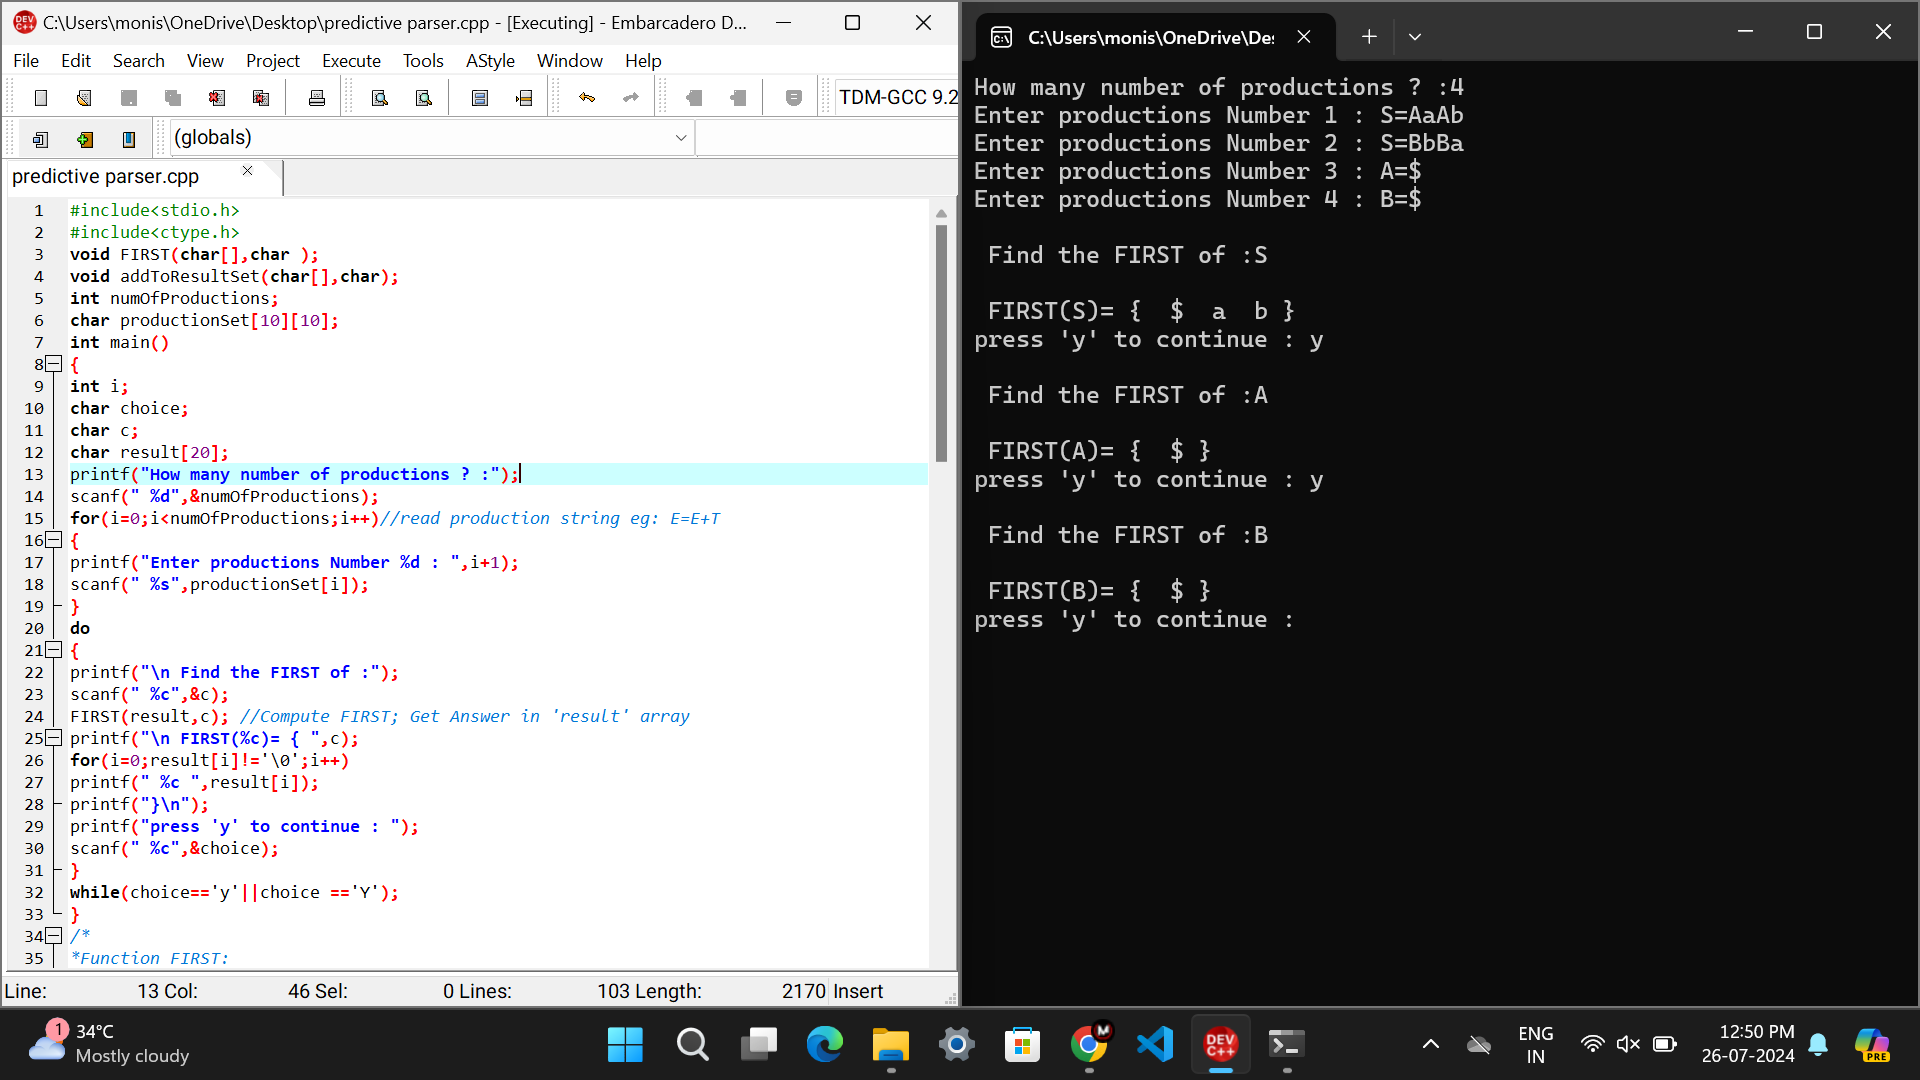 C:\Users\monis\OneDrive\Desktop\predictive parser.cpp - [Executing] - Embarcadero D...
File Edit Search View Project Execute Tools AStyle Window Help
TDM-GCC 9.2
(globals)
predictive parser.cpp
1 #include<stdio.h>
2 #include<ctype.h>
3 void FIRST(char[],char );
4 void addToResultSet(char[],char);
5 int numOfProductions;
6 char productionSet[10][10];
7 int main()
8 {
9 int i;
10 char choice;
11 char c;
12 char result[20];
13 printf("How many number of productions ? :");
14 scanf(" %d",&numOfProductions);
15 for(i=0;i<numOfProductions;i++)//read production string eg: E=E+T
16 {
17 printf("Enter productions Number %d : ",i+1);
18 scanf(" %s",productionSet[i]);
19 }
20 do
21 {
22 printf("\n Find the FIRST of :");
23 scanf(" %c",&c);
24 FIRST(result,c); //Compute FIRST; Get Answer in 'result' array
25 printf("\n FIRST(%c)= { ",c);
26 for(i=0;result[i]!='\0';i++)
27 printf(" %c ",result[i]);
28 printf("}\n");
29 printf("press 'y' to continue : ");
30 scanf(" %c",&choice);
31 }
32 while(choice=='y'||choice =='Y');
33 }
34 /*
35 *Function FIRST:
Line: 13 Col: 46 Sel: 0 Lines: 103 Length: 2170 Insert
C:\Users\monis\OneDrive\De
How many number of productions ? :4
Enter productions Number 1 : S=AaAb
Enter productions Number 2 : S=BbBa
Enter productions Number 3 : A=$
Enter productions Number 4 : B=$
Find the FIRST of :S
FIRST(S)= {  $  a  b }
press 'y' to continue : y
Find the FIRST of :A
FIRST(A)= {  $ }
press 'y' to continue : y
Find the FIRST of :B
FIRST(B)= {  $ }
press 'y' to continue :
1
34°C
Mostly cloudy
M
DEV C++
ENG
IN
12:50 PM
26-07-2024
PRE